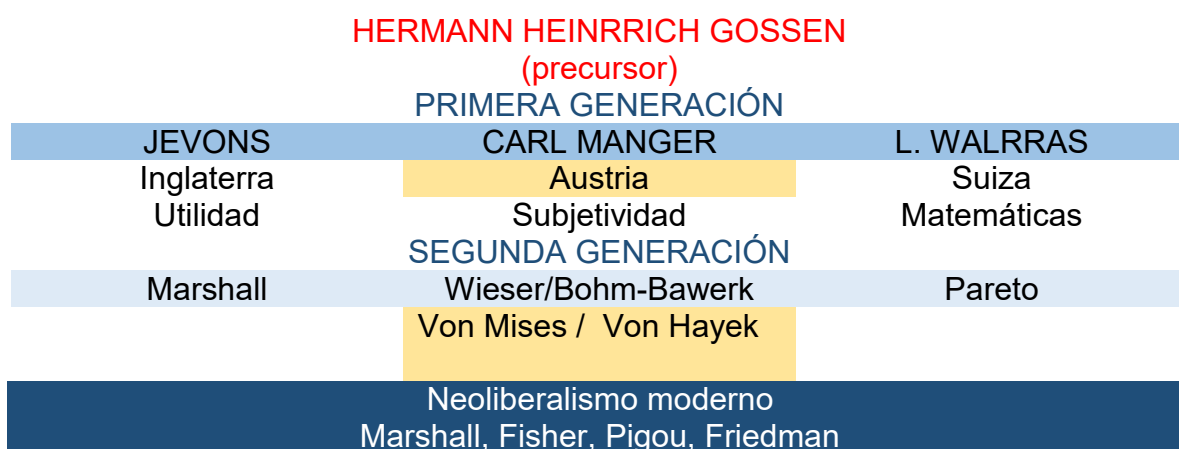 HERMANN HEINRRICH GOSSEN
(precursor)
PRIMERA GENERACIÓN
JEVONS CARL MANGER L. WALRRAS
Inglaterra Austria Suiza
Utilidad Subjetividad Matemáticas
SEGUNDA GENERACIÓN
Marshall Wieser/Bohm-Bawerk Pareto
Von Mises / Von Hayek
Neoliberalismo moderno
Marshall, Fisher, Pigou, Friedman